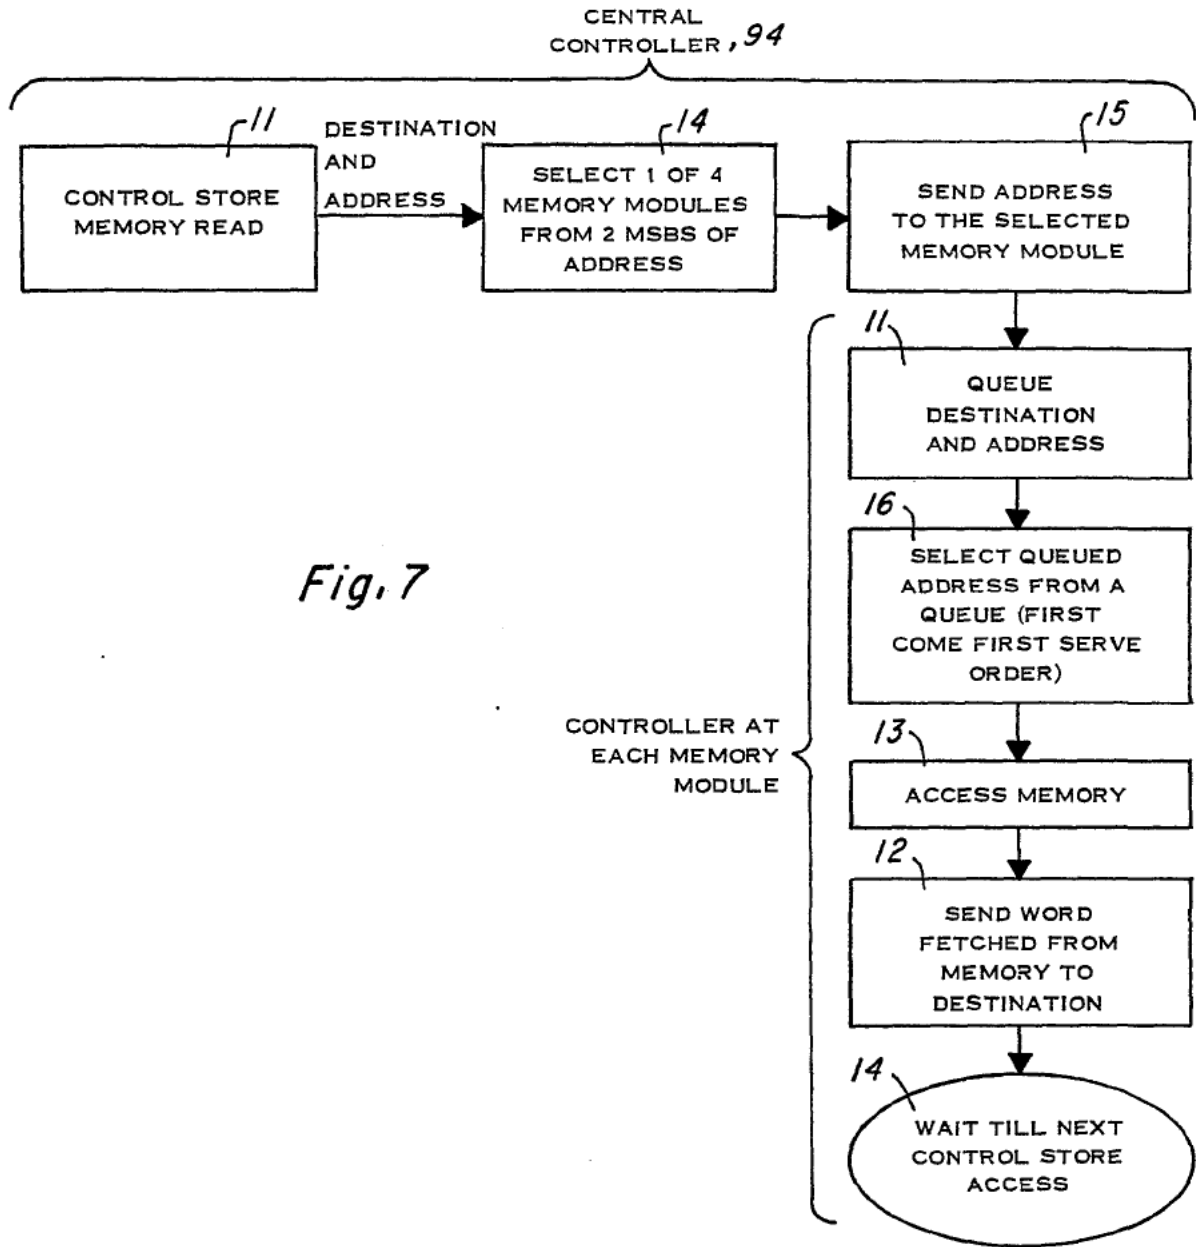 CENTRAL
CONTROLLER, 94
11
CONTROL STORE
MEMORY READ
DESTINATION
AND
ADDRESS
14
SELECT 1 OF 4
MEMORY MODULES
FROM 2 MSBS OF
ADDRESS
15
SEND ADDRESS
TO THE SELECTED
MEMORY MODULE
11
QUEUE
DESTINATION
AND ADDRESS
16
SELECT QUEUED
ADDRESS FROM A
QUEUE (FIRST
COME FIRST SERVE
ORDER)
Fig. 7
CONTROLLER AT
EACH MEMORY
MODULE
13
ACCESS MEMORY
12
SEND WORD
FETCHED FROM
MEMORY TO
DESTINATION
14
WAIT TILL NEXT
CONTROL STORE
ACCESS